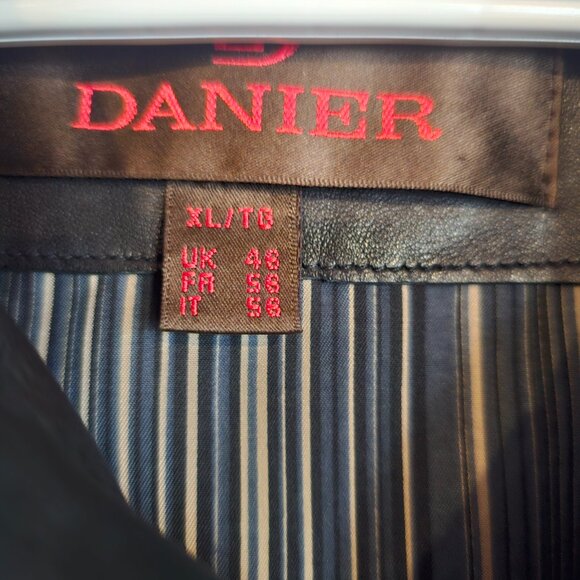 DANIER
XL/TG
UK 46
FR 56
IT 56